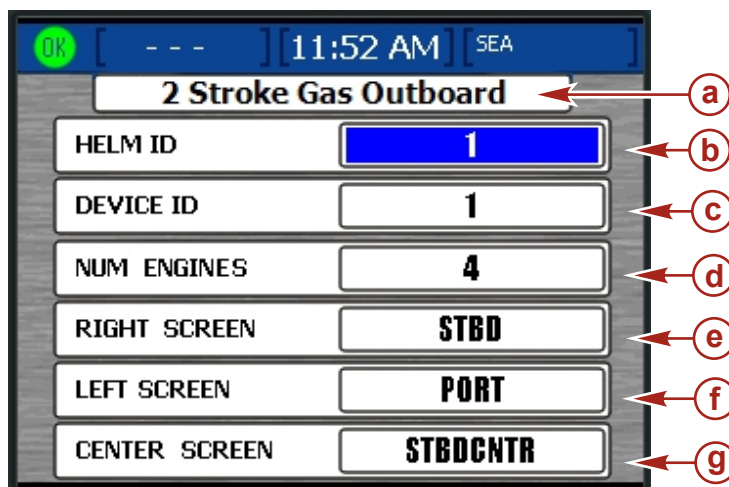 OK [ - - - ] [11:52 AM] [SEA ]
2 Stroke Gas Outboard a
HELM ID 1 b
DEVICE ID 1 c
NUM ENGINES 4 d
RIGHT SCREEN STBD e
LEFT SCREEN PORT f
CENTER SCREEN STBDCNTR g